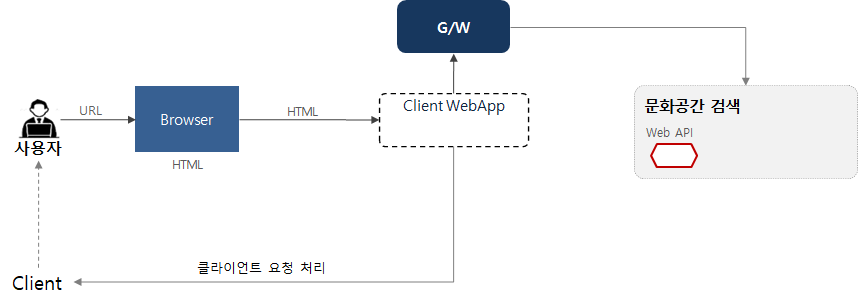 G/W
URL
Browser
HTML
Client WebApp
문화공간 검색
Web API
사용자
HTML
클라이언트 요청 처리
Client